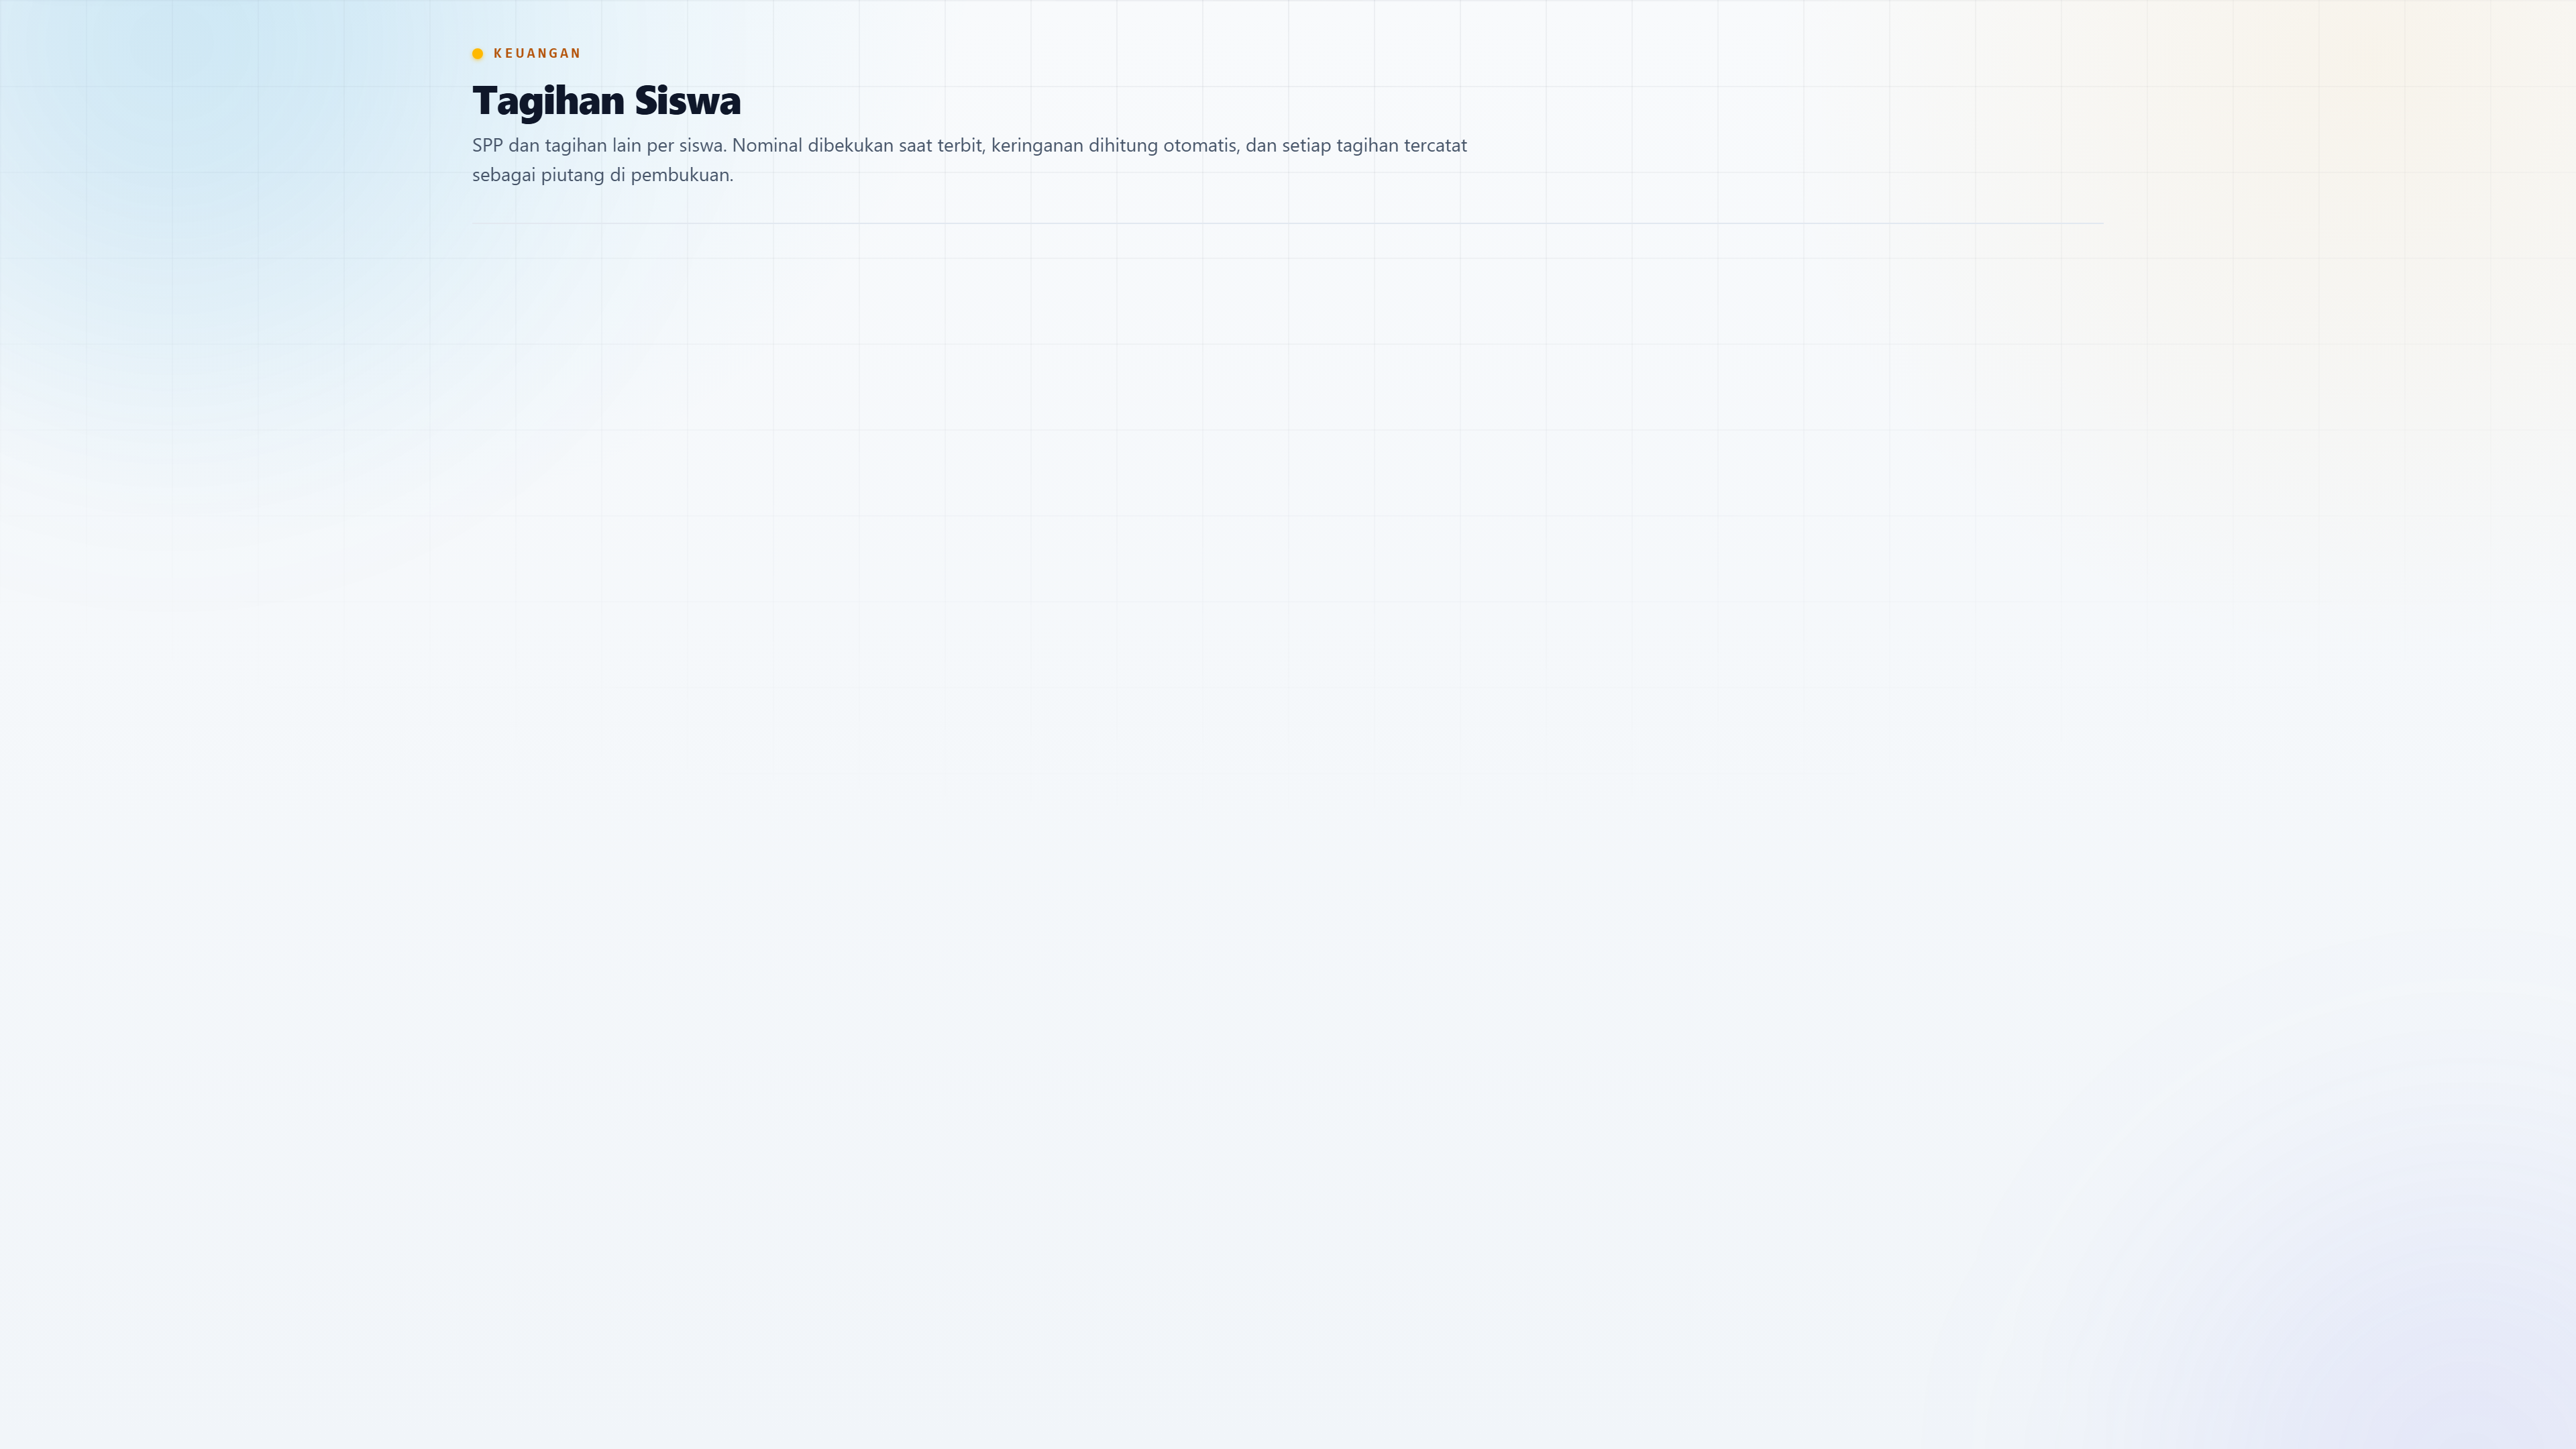 KEUANGAN
Tagihan Siswa
SPP dan tagihan lain per siswa. Nominal dibekukan saat terbit, keringanan dihitung otomatis, dan setiap tagihan tercatat
sebagai piutang di pembukuan.